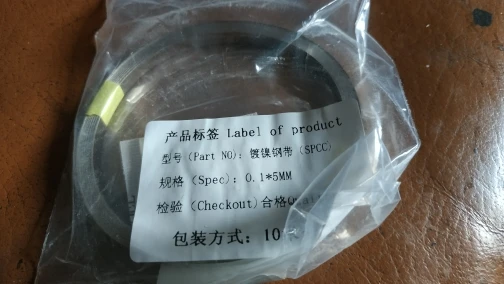 产品标签 Label of product
型号(Part NO): 镀镍钢带 (SPCC)
规格 (Spec): 0.1*5MM
检验 (Checkout)合格
包装方式: 10